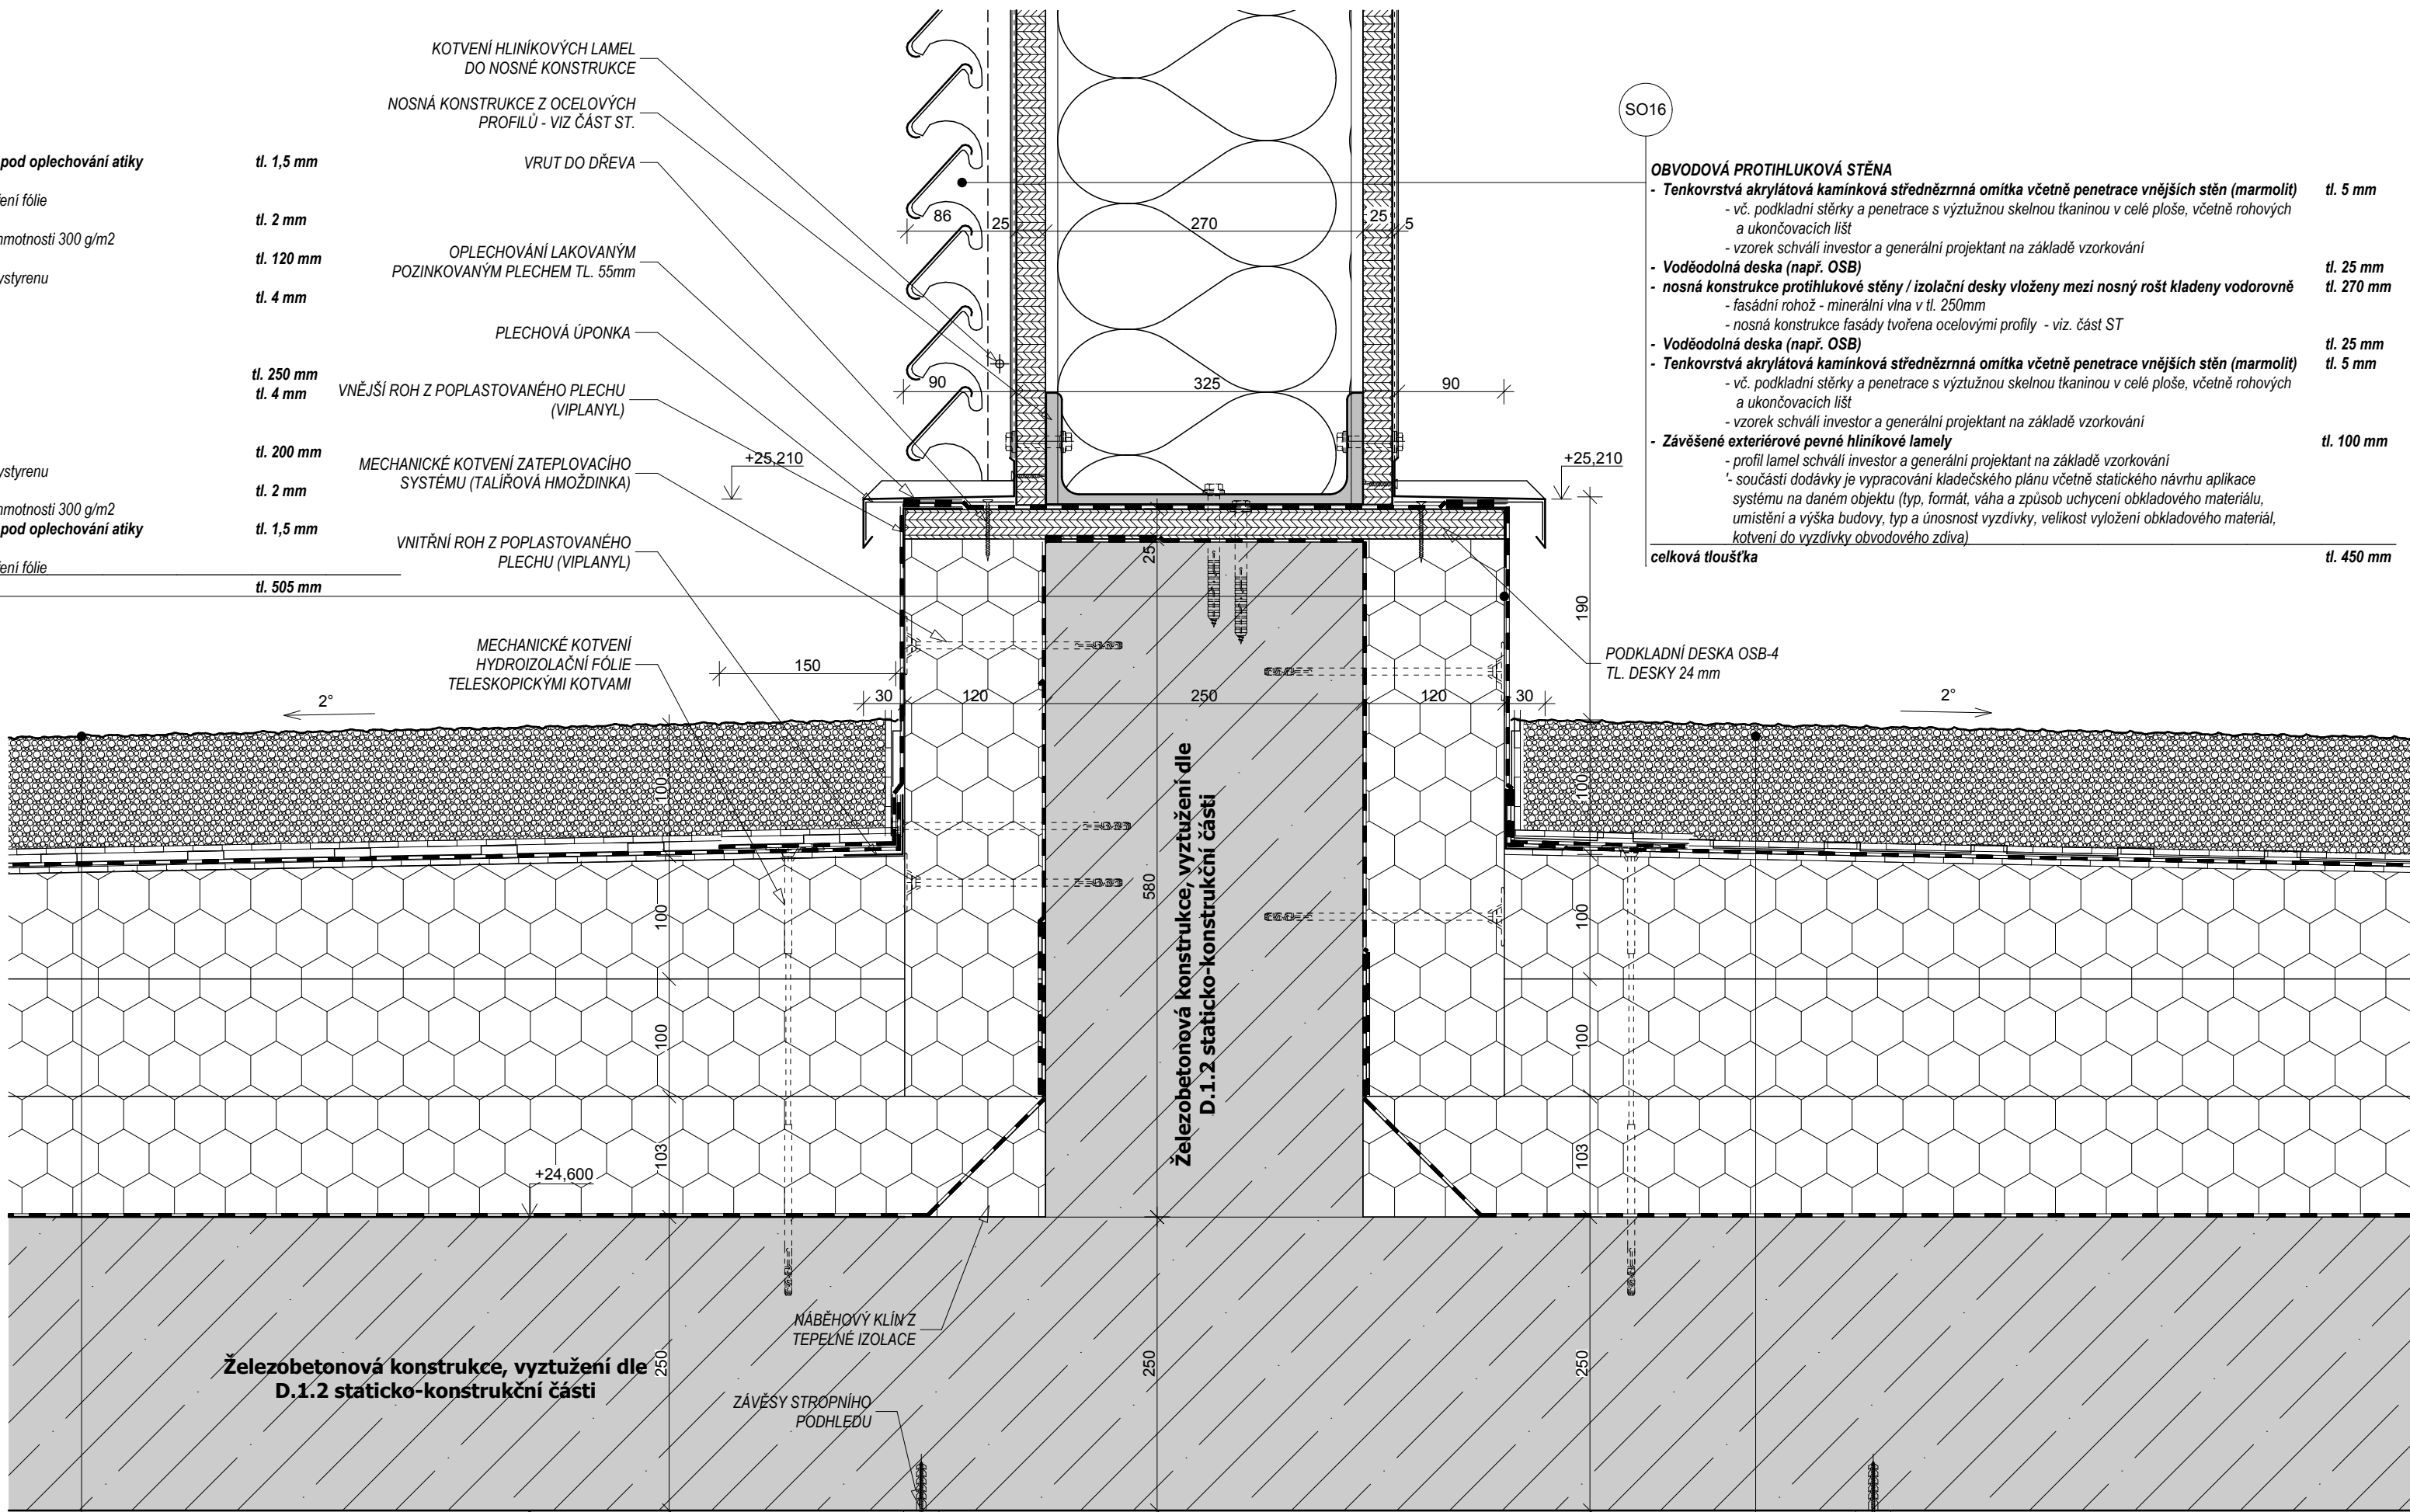 pod oplechování atiky tl. 1,5 mm
ení fólie
tl. 2 mm
hmotnosti 300 g/m2
tl. 120 mm
ystyrenu
tl. 4 mm
tl. 250 mm
tl. 4 mm
tl. 200 mm
ystyrenu
tl. 2 mm
hmotnosti 300 g/m2
pod oplechování atiky tl. 1,5 mm
ení fólie
tl. 505 mm
KOTVENÍ HLINÍKOVÝCH LAMEL
DO NOSNÉ KONSTRUKCE
NOSNÁ KONSTRUKCE Z OCELOVÝCH
PROFILŮ - VIZ ČÁST ST.
VRUT DO DŘEVA
OPLECHOVÁNÍ LAKOVANÝM
POZINKOVANÝM PLECHEM TL. 55mm
PLECHOVÁ ÚPONKA
VNĚJŠÍ ROH Z POPLASTOVANÉHO PLECHU
(VIPLANYL)
MECHANICKÉ KOTVENÍ ZATEPLOVACÍHO
SYSTÉMU (TALÍŘOVÁ HMOŽDINKA)
VNITŘNÍ ROH Z POPLASTOVANÉHO
PLECHU (VIPLANYL)
MECHANICKÉ KOTVENÍ
HYDROIZOLAČNÍ FÓLIE
TELESKOPICKÝMI KOTVAMI
86 25 270 25 5
90 325 90
+25,210
+25,210
SO16
OBVODOVÁ PROTIHLUKOVÁ STĚNA
- Tenkovrstvá akrylátová kamínková střednězrnná omítka včetně penetrace vnějších stěn (marmolit) tl. 5 mm
- vč. podkladní stěrky a penetrace s výztužnou skelnou tkaninou v celé ploše, včetně rohových
a ukončovacích lišt
- vzorek schválí investor a generální projektant na základě vzorkování
- Voděodolná deska (např. OSB) tl. 25 mm
- nosná konstrukce protihlukové stěny / izolační desky vloženy mezi nosný rošt kladeny vodorovně tl. 270 mm
- fasádní rohož - minerální vlna v tl. 250mm
- nosná konstrukce fasády tvořena ocelovými profily - viz. část ST
- Voděodolná deska (např. OSB) tl. 25 mm
- Tenkovrstvá akrylátová kamínková střednězrnná omítka včetně penetrace vnějších stěn (marmolit) tl. 5 mm
- vč. podkladní stěrky a penetrace s výztužnou skelnou tkaninou v celé ploše, včetně rohových
a ukončovacích lišt
- vzorek schválí investor a generální projektant na základě vzorkování
- Závěšené exteriérové pevné hliníkové lamely tl. 100 mm
- profil lamel schválí investor a generální projektant na základě vzorkování
'- součástí dodávky je vypracování kladečského plánu včetně statického návrhu aplikace
systému na daném objektu (typ, formát, váha a způsob uchycení obkladového materiálu,
umístění a výška budovy, typ a únosnost vyzdívky, velikost vyložení obkladového materiál,
kotvení do vyzdívky obvodového zdiva)
celková tloušťka tl. 450 mm
PODKLADNÍ DESKA OSB-4
TL. DESKY 24 mm
25
190
150
30 120 250 120 30
2°
2°
100
100
100
103
250
580
250
100
100
100
103
250
Železobetonová konstrukce, vyztužení dle
D.1.2 staticko-konstrukční části
+24,600
NÁBĚHOVÝ KLÍN Z
TEPELNÉ IZOLACE
Železobetonová konstrukce, vyztužení dle
D.1.2 staticko-konstrukční části
ZÁVĚSY STROPNÍHO
PODHLEDU